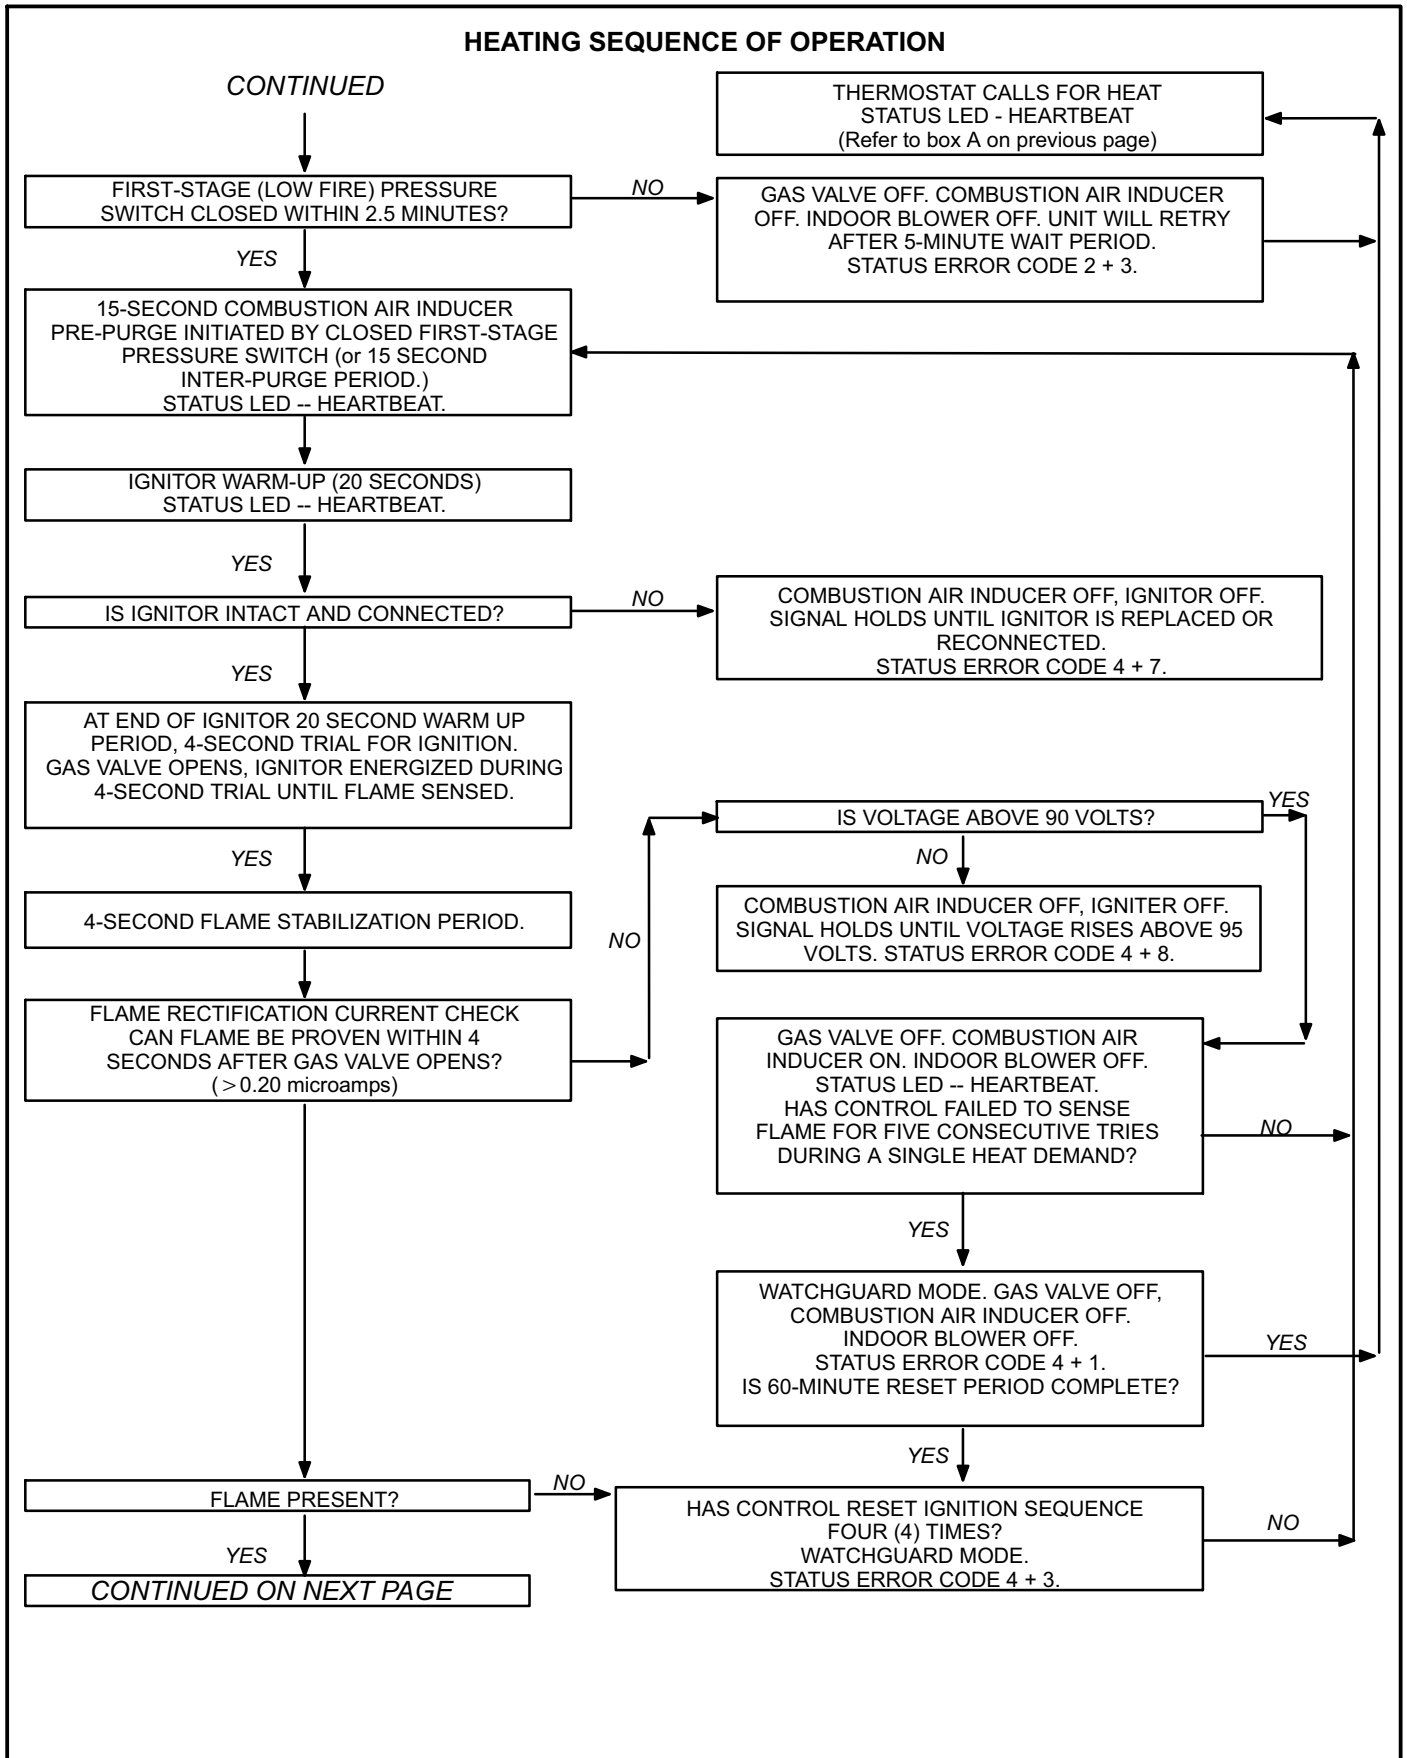 HEATING SEQUENCE OF OPERATION
CONTINUED
THERMOSTAT CALLS FOR HEAT
STATUS LED - HEARTBEAT
(Refer to box A on previous page)
FIRST-STAGE (LOW FIRE) PRESSURE
SWITCH CLOSED WITHIN 2.5 MINUTES?
NO
GAS VALVE OFF. COMBUSTION AIR INDUCER
OFF. INDOOR BLOWER OFF. UNIT WILL RETRY
AFTER 5-MINUTE WAIT PERIOD.
STATUS ERROR CODE 2 + 3.
YES
15-SECOND COMBUSTION AIR INDUCER
PRE-PURGE INITIATED BY CLOSED FIRST-STAGE
PRESSURE SWITCH (or 15 SECOND
INTER-PURGE PERIOD.)
STATUS LED -- HEARTBEAT.
IGNITOR WARM-UP (20 SECONDS)
STATUS LED -- HEARTBEAT.
YES
IS IGNITOR INTACT AND CONNECTED?
NO
COMBUSTION AIR INDUCER OFF, IGNITOR OFF.
SIGNAL HOLDS UNTIL IGNITOR IS REPLACED OR
RECONNECTED.
STATUS ERROR CODE 4 + 7.
YES
AT END OF IGNITOR 20 SECOND WARM UP
PERIOD, 4-SECOND TRIAL FOR IGNITION.
GAS VALVE OPENS, IGNITOR ENERGIZED DURING
4-SECOND TRIAL UNTIL FLAME SENSED.
YES
4-SECOND FLAME STABILIZATION PERIOD.
FLAME RECTIFICATION CURRENT CHECK
CAN FLAME BE PROVEN WITHIN 4
SECONDS AFTER GAS VALVE OPENS?
(>0.20 microamps)
NO
IS VOLTAGE ABOVE 90 VOLTS?
YES
NO
COMBUSTION AIR INDUCER OFF, IGNITER OFF.
SIGNAL HOLDS UNTIL VOLTAGE RISES ABOVE 95
VOLTS. STATUS ERROR CODE 4 + 8.
GAS VALVE OFF. COMBUSTION AIR
INDUCER ON. INDOOR BLOWER OFF.
STATUS LED -- HEARTBEAT.
HAS CONTROL FAILED TO SENSE
FLAME FOR FIVE CONSECUTIVE TRIES
DURING A SINGLE HEAT DEMAND?
NO
YES
WATCHGUARD MODE. GAS VALVE OFF,
COMBUSTION AIR INDUCER OFF.
INDOOR BLOWER OFF.
STATUS ERROR CODE 4 + 1.
IS 60-MINUTE RESET PERIOD COMPLETE?
YES
YES
FLAME PRESENT?
NO
HAS CONTROL RESET IGNITION SEQUENCE
FOUR (4) TIMES?
WATCHGUARD MODE.
STATUS ERROR CODE 4 + 3.
NO
YES
CONTINUED ON NEXT PAGE